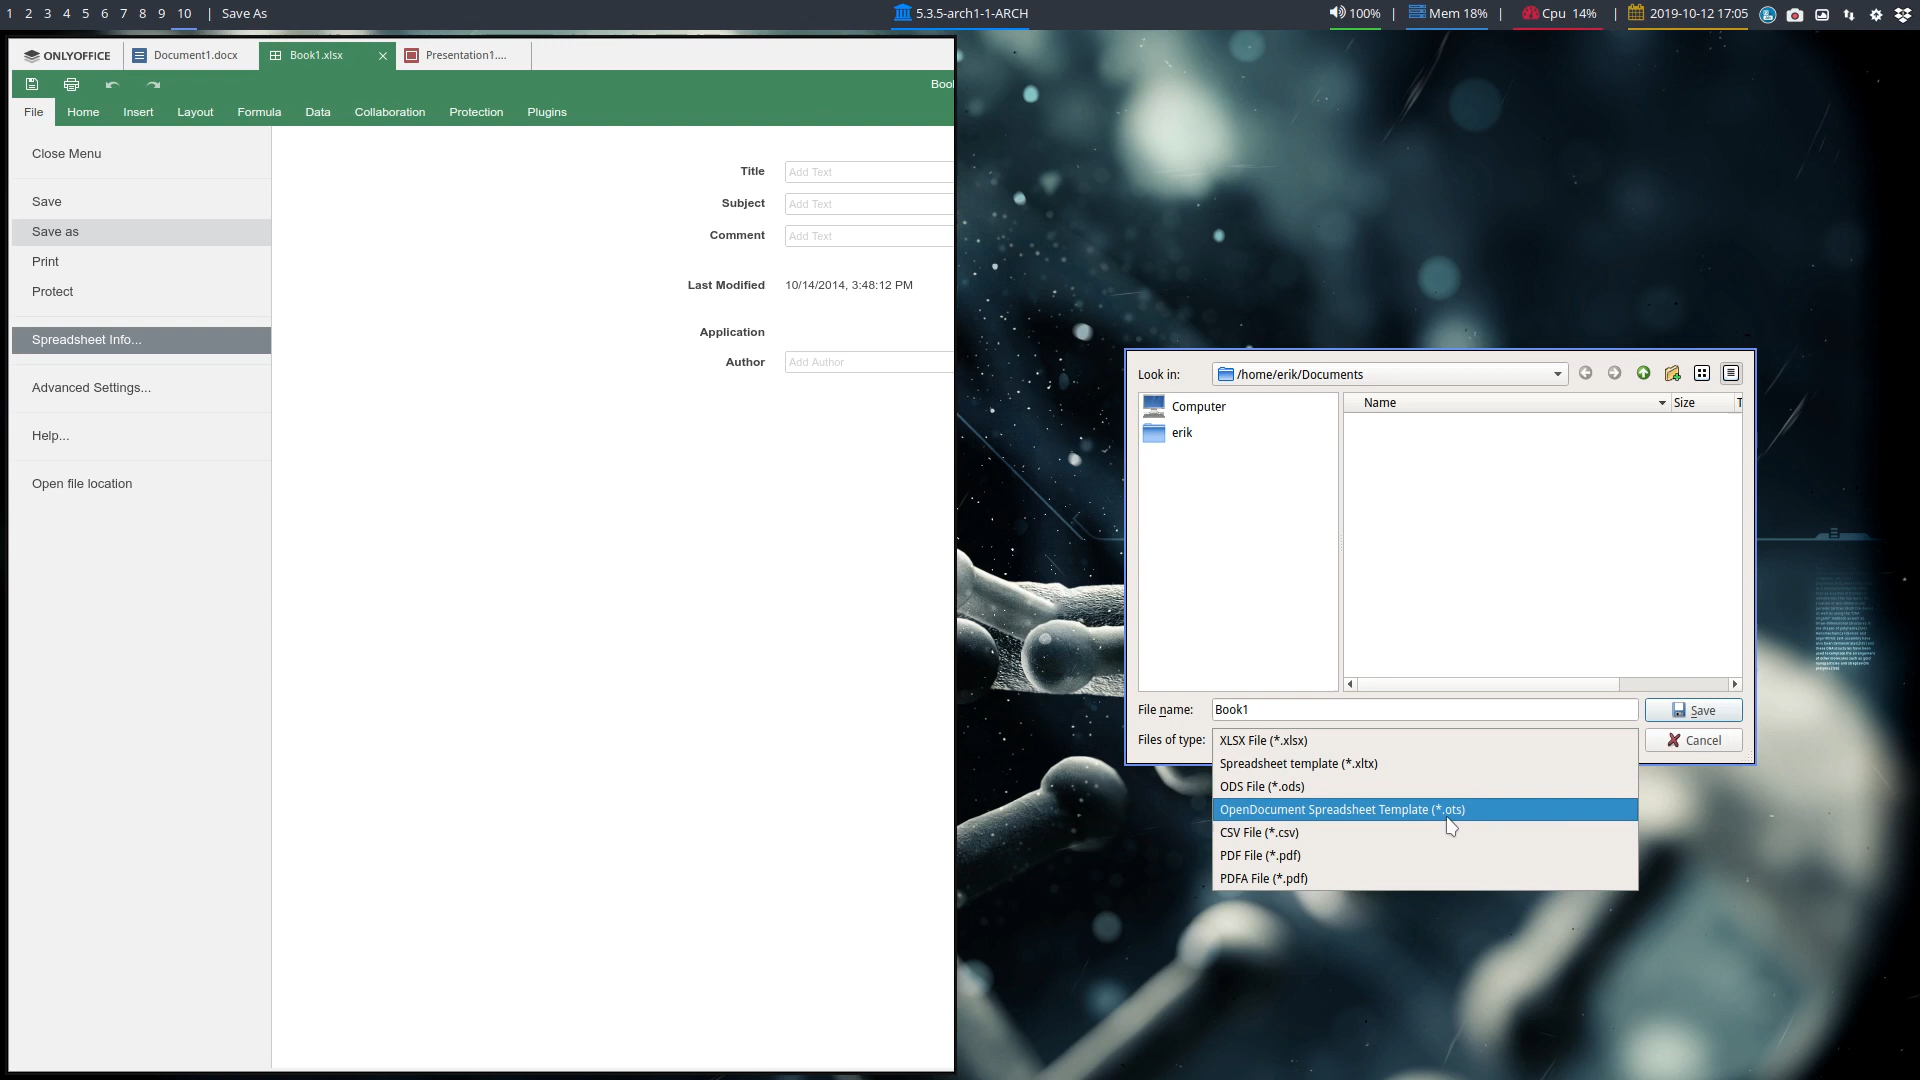 1 2 3 4 5 6 7 8 9 10 | Save As
5.3.5-arch1-1-ARCH
100% | Mem 18% | Cpu 14% | 2019-10-12 17:05
ONLYOFFICE Document1.docx Book1.xlsx Presentation1....
Boo
File Home Insert Layout Formula Data Collaboration Protection Plugins
Close Menu
Save
Save as
Print
Protect
Spreadsheet Info...
Advanced Settings...
Help...
Open file location
Title Add Text
Subject Add Text
Comment Add Text
Last Modified 10/14/2014, 3:48:12 PM
Application
Author Add Author
Look in: /home/erik/Documents
Computer
erik
Name Size T
File name: Book1 Save
Files of type: Cancel
XLSX File (*.xlsx)
Spreadsheet template (*.xltx)
ODS File (*.ods)
OpenDocument Spreadsheet Template (*.ots)
CSV File (*.csv)
PDF File (*.pdf)
PDFA File (*.pdf)